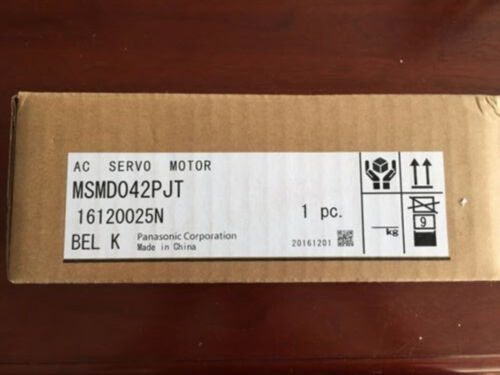 AC SERVO MOTOR
MSMD042PJT
16120025N
1 pc.
BEL K
Panasonic Corporation
Made in China
20161201
kg
9